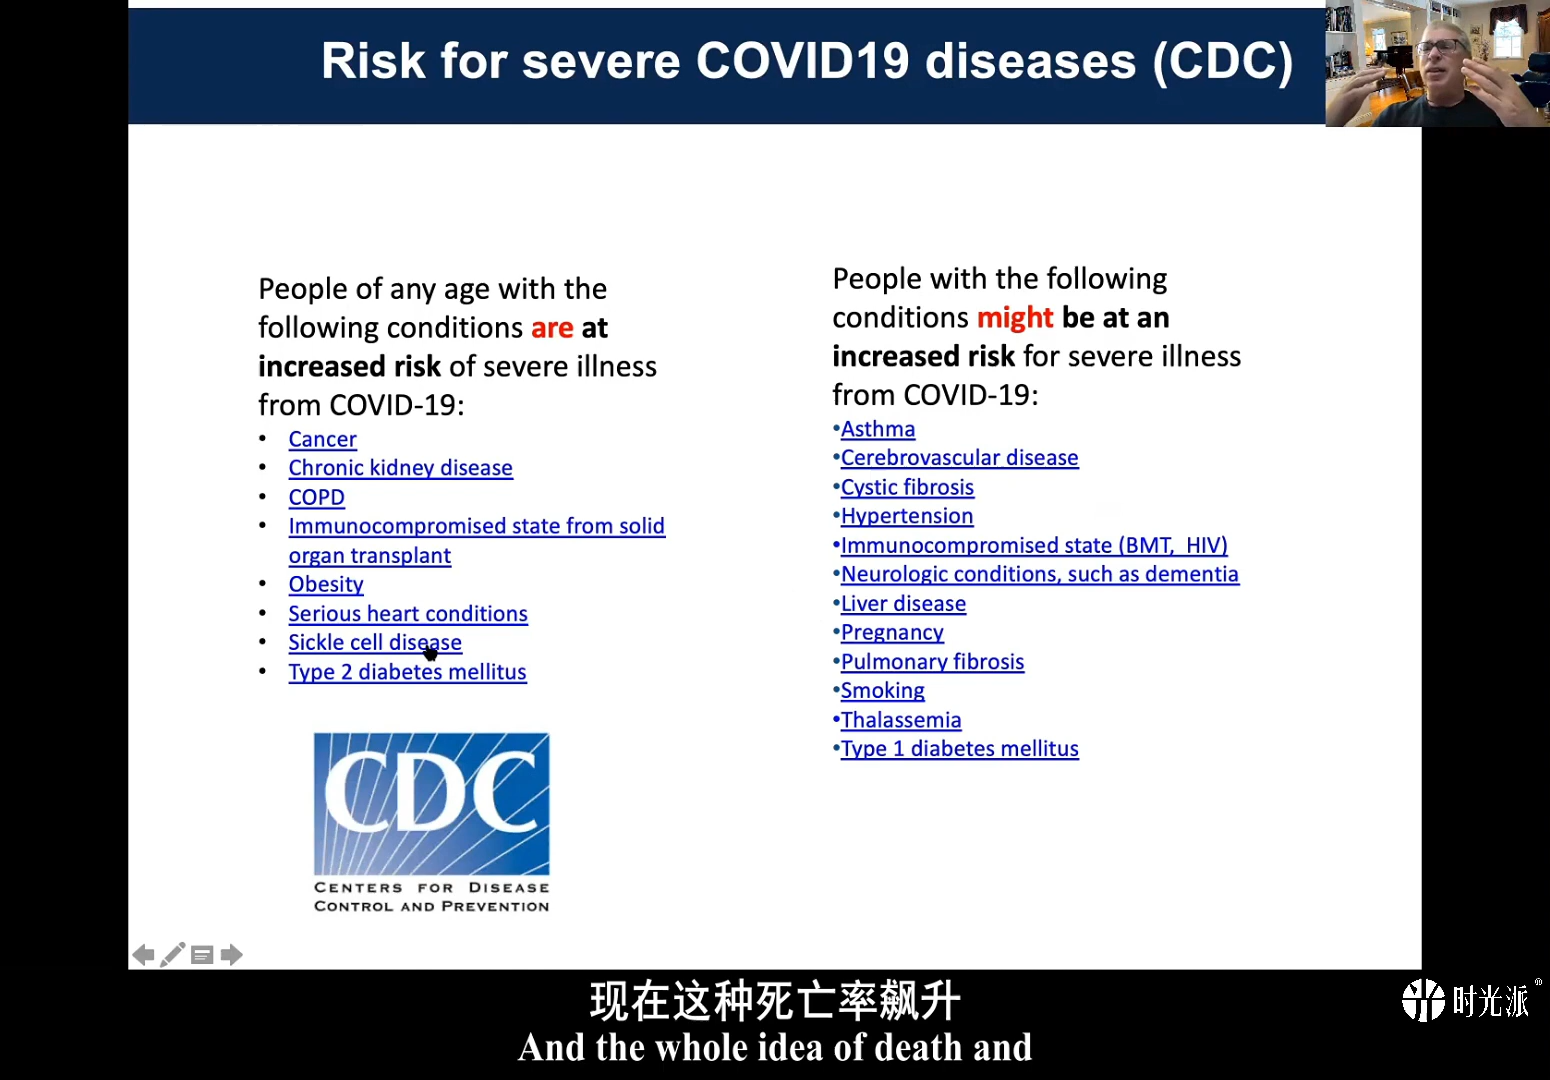 Risk for severe COVID19 diseases (CDC)
People of any age with the
following conditions are at
increased risk of severe illness
from COVID-19:
• Cancer
• Chronic kidney disease
• COPD
• Immunocompromised state from solid
organ transplant
• Obesity
• Serious heart conditions
• Sickle cell disease
• Type 2 diabetes mellitus
CDC
CENTERS FOR DISEASE
CONTROL AND PREVENTION
People with the following
conditions might be at an
increased risk for severe illness
from COVID-19:
•Asthma
•Cerebrovascular disease
•Cystic fibrosis
•Hypertension
•Immunocompromised state (BMT, HIV)
•Neurologic conditions, such as dementia
•Liver disease
•Pregnancy
•Pulmonary fibrosis
•Smoking
•Thalassemia
•Type 1 diabetes mellitus
现在这种死亡率飙升
And the whole idea of death and
时光派®